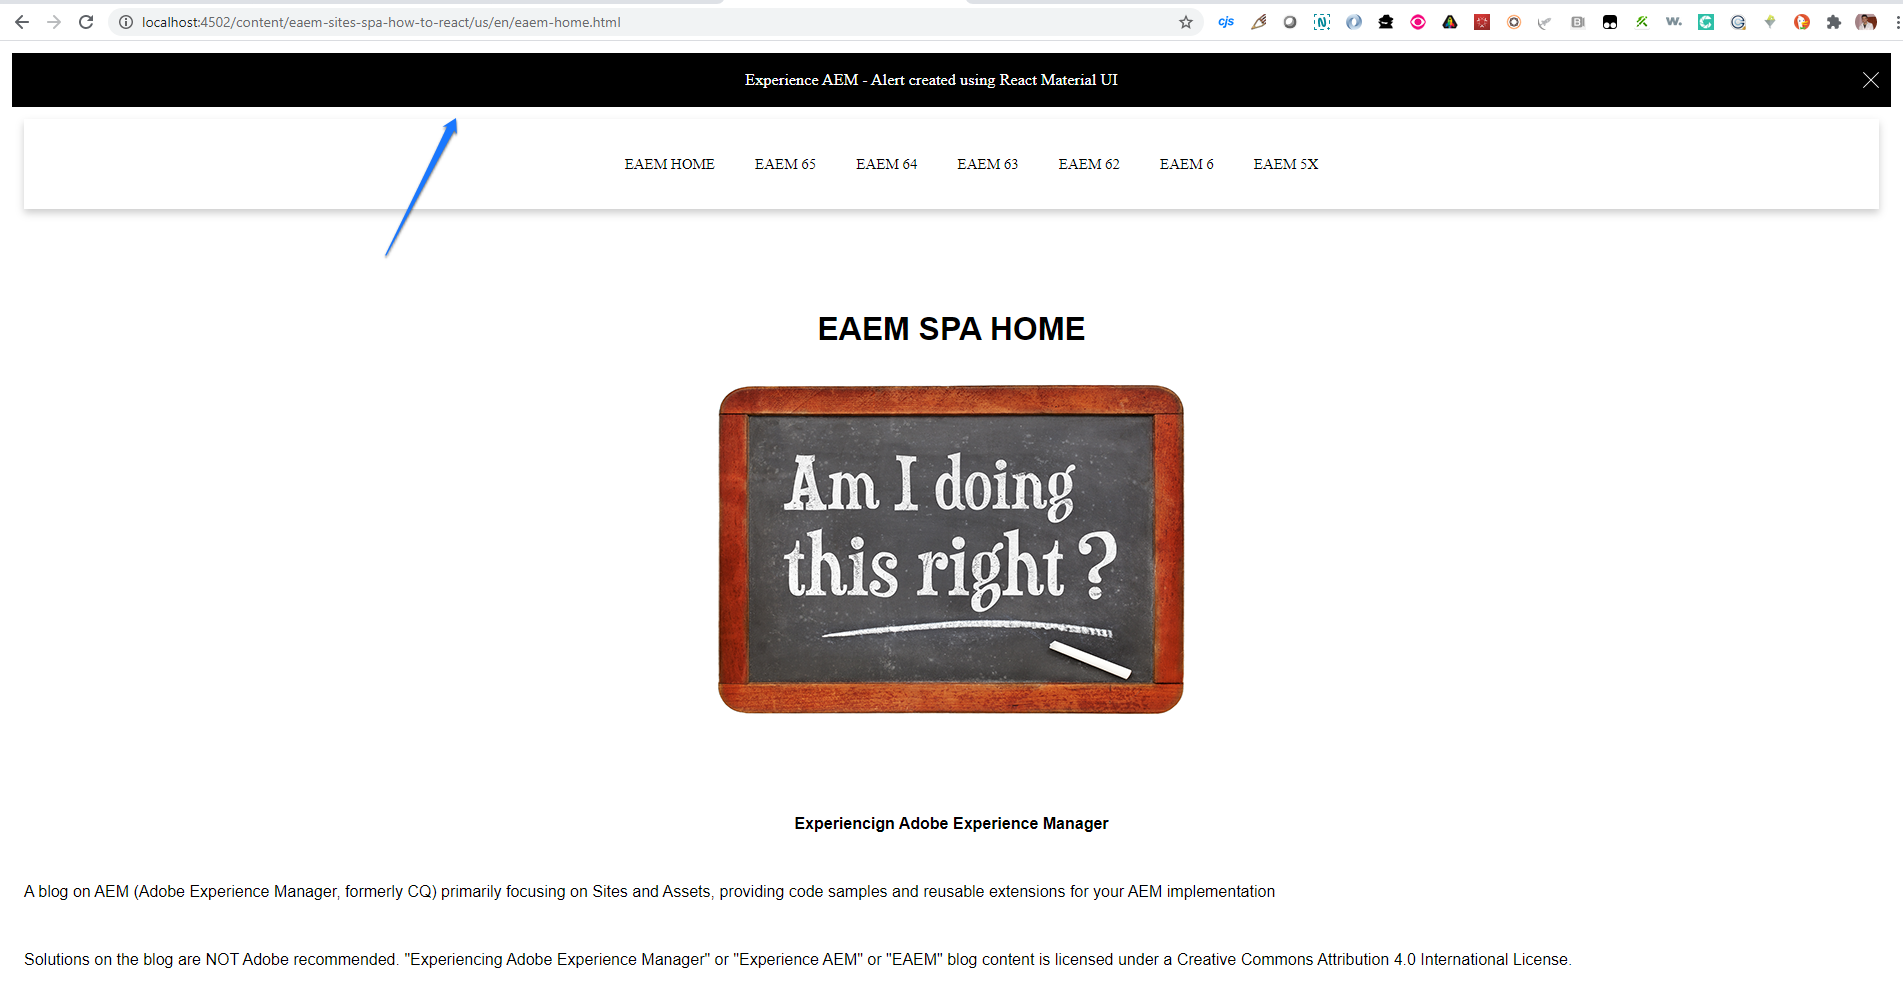 localhost:4502/content/eaem-sites-spa-how-to-react/us/en/eaem-home.html
cjs
Experience AEM - Alert created using React Material UI
EAEM HOME EAEM 65 EAEM 64 EAEM 63 EAEM 62 EAEM 6 EAEM 5X
EAEM SPA HOME
Am I doing
this right?
Experiencign Adobe Experience Manager
A blog on AEM (Adobe Experience Manager, formerly CQ) primarily focusing on Sites and Assets, providing code samples and reusable extensions for your AEM implementation
Solutions on the blog are NOT Adobe recommended. "Experiencing Adobe Experience Manager" or "Experience AEM" or "EAEM" blog content is licensed under a Creative Commons Attribution 4.0 International License.